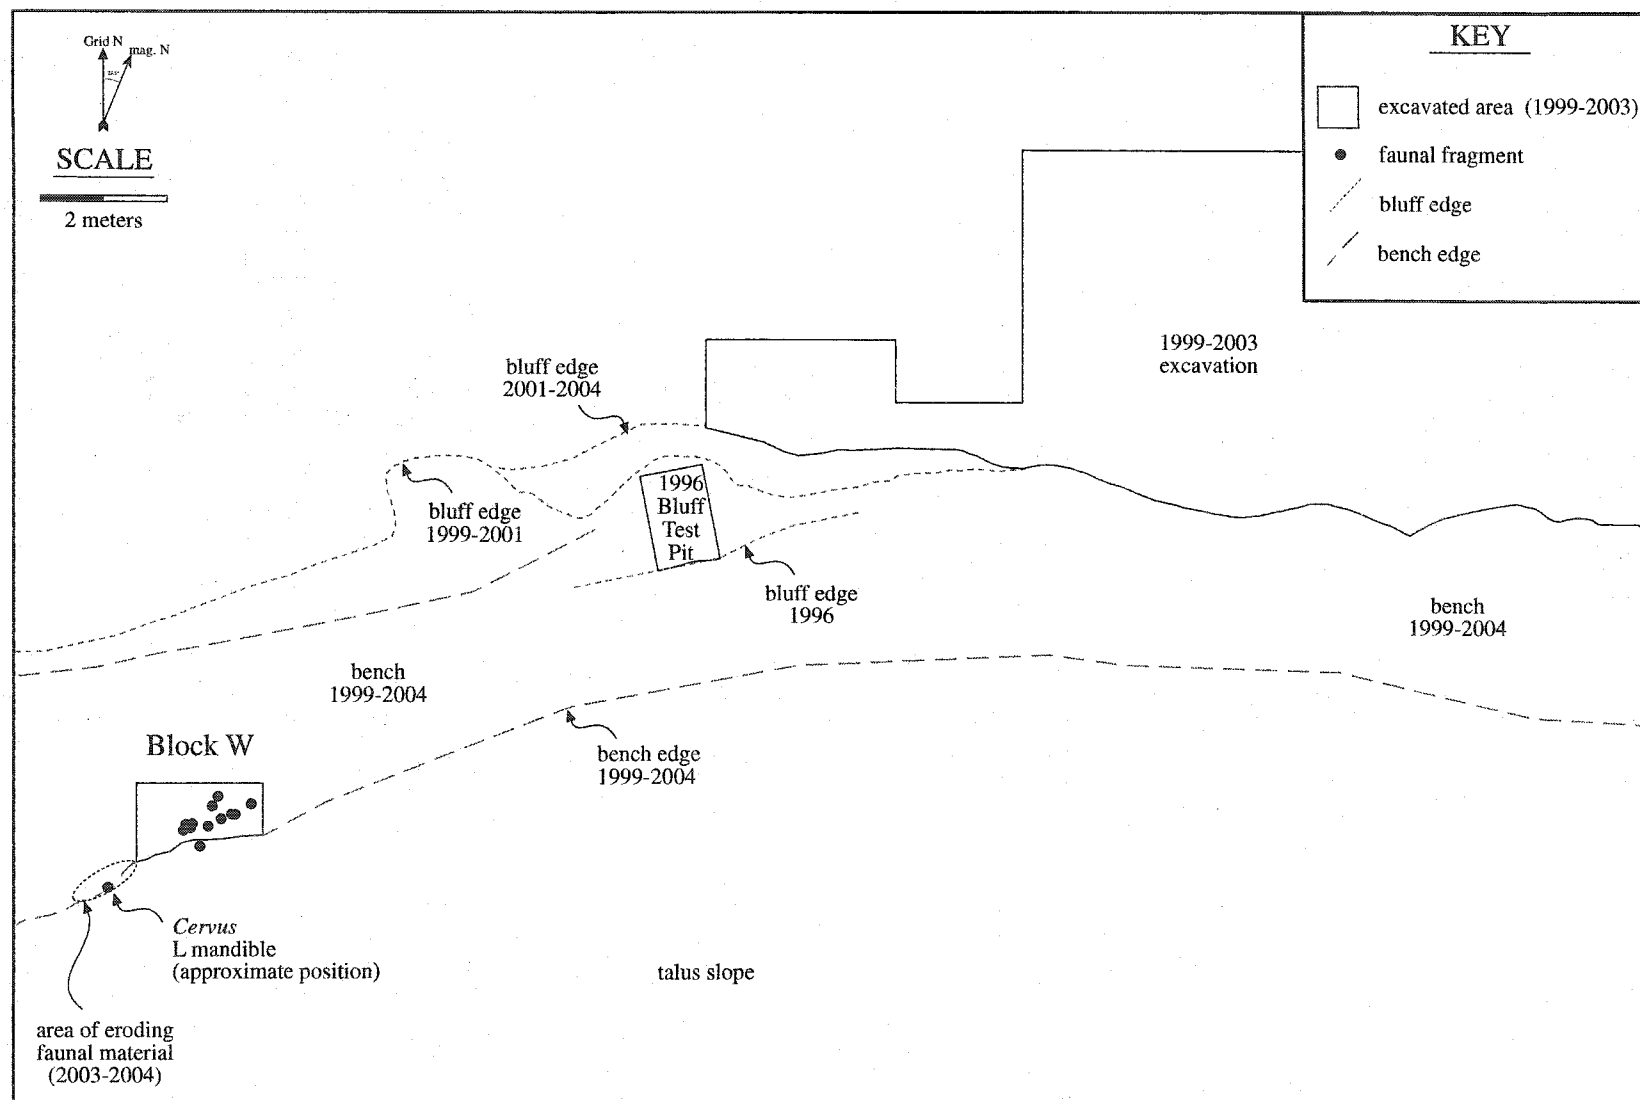 Grid N
mag. N
SCALE
2 meters
KEY
excavated area (1999-2003)
faunal fragment
bluff edge
bench edge
1999-2003
excavation
bluff edge
2001-2004
bluff edge
1999-2001
1996
Bluff
Test
Pit
bluff edge
1996
bench
1999-2004
bench
1999-2004
Block W
bench edge
1999-2004
Cervus
L mandible
(approximate position)
talus slope
area of eroding
faunal material
(2003-2004)